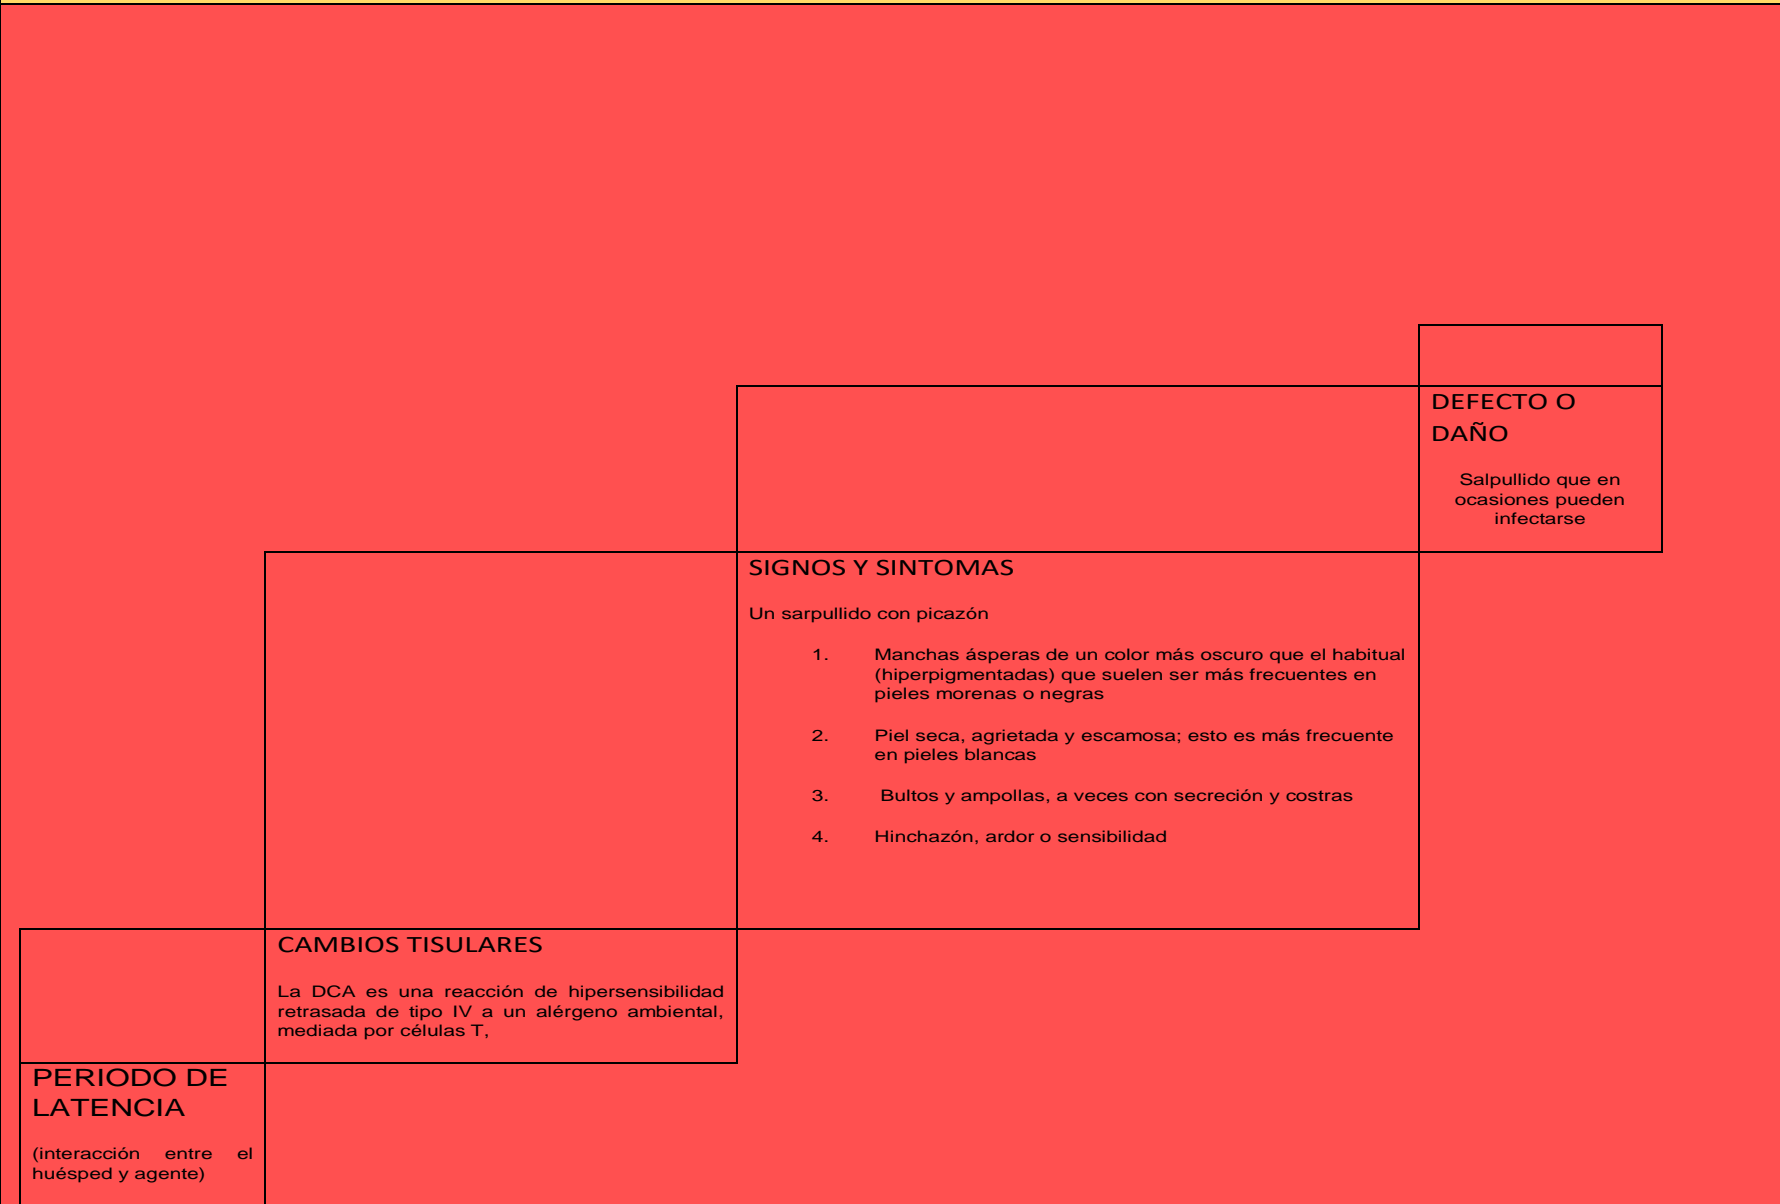 DEFECTO O
DAÑO
Salpullido que en
ocasiones pueden
infectarse
SIGNOS Y SINTOMAS
Un sarpullido con picazón
1. Manchas ásperas de un color más oscuro que el habitual
(hiperpigmentadas) que suelen ser más frecuentes en
pieles morenas o negras
2. Piel seca, agrietada y escamosa; esto es más frecuente
en pieles blancas
3. Bultos y ampollas, a veces con secreción y costras
4. Hinchazón, ardor o sensibilidad
CAMBIOS TISULARES
La DCA es una reacción de hipersensibilidad
retrasada de tipo IV a un alérgeno ambiental,
mediada por células T,
PERIODO DE
LATENCIA
(interacción entre el
huésped y agente)